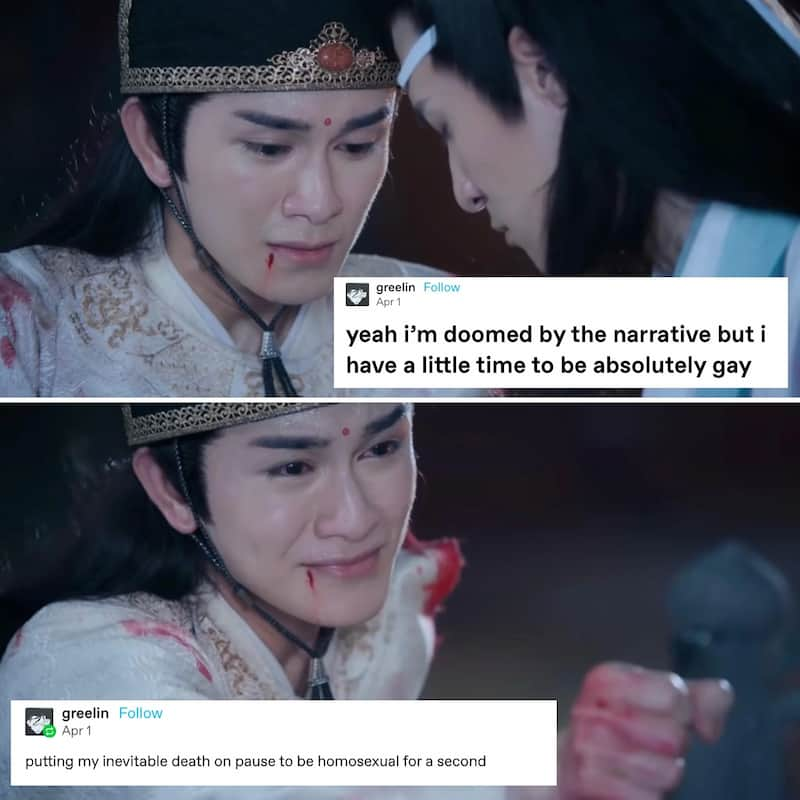 greelin Follow
Apr 1
yeah i’m doomed by the narrative but i
have a little time to be absolutely gay
greelin Follow
Apr 1
putting my inevitable death on pause to be homosexual for a second